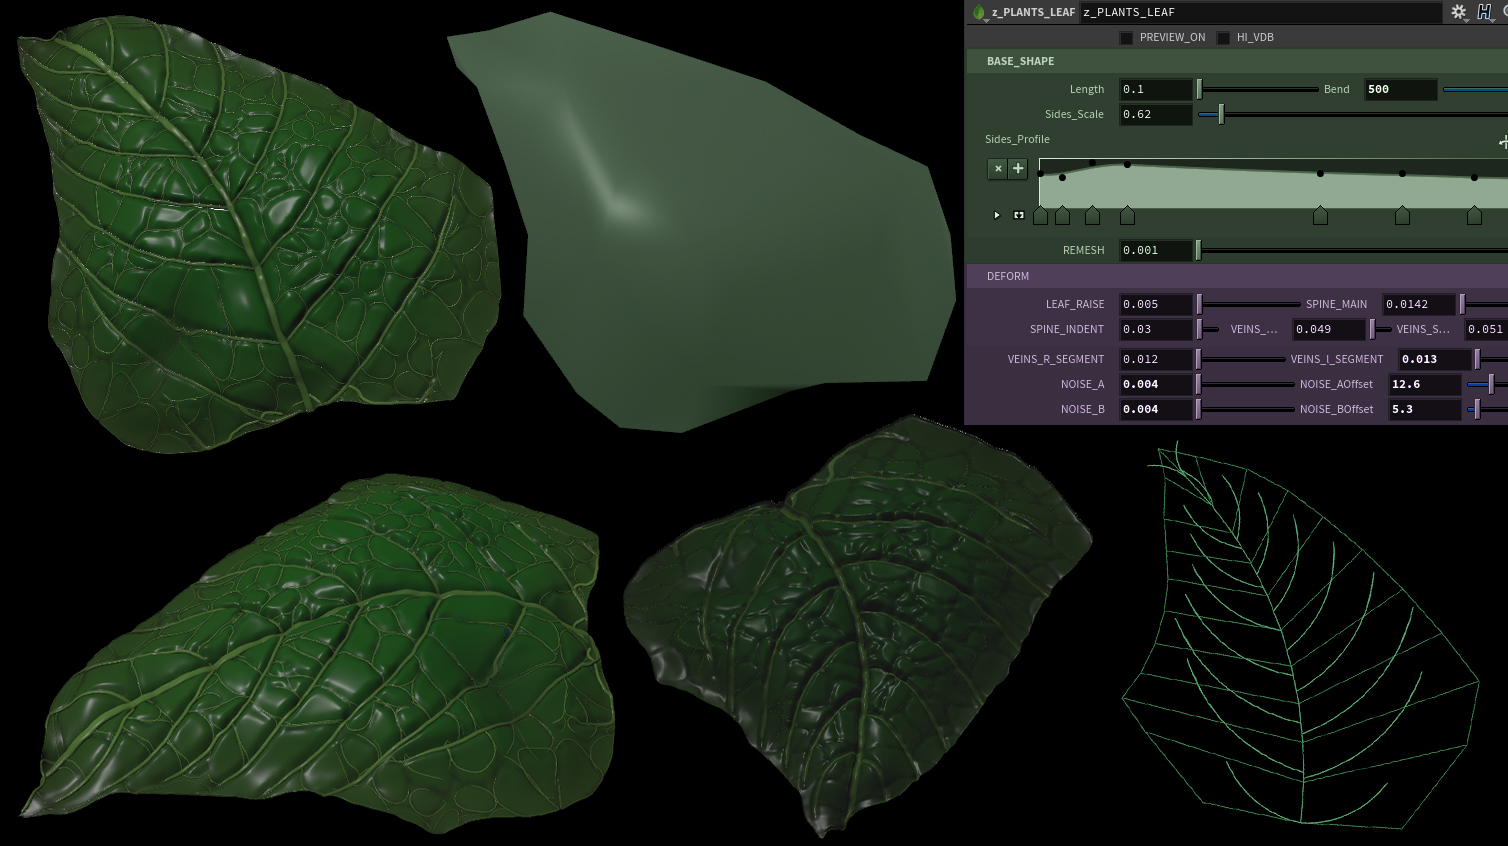 z_PLANTS_LEAF z_PLANTS_LEAF
PREVIEW_ON HI_VDB
BASE_SHAPE
Length 0.1 Bend 500
Sides_Scale 0.62
Sides_Profile
REMESH 0.001
DEFORM
LEAF_RAISE 0.005 SPINE_MAIN 0.0142
SPINE_INDENT 0.03 VEINS_... 0.049 VEINS_S... 0.051
VEINS_R_SEGMENT 0.012 VEINS_l_SEGMENT 0.013
NOISE_A 0.004 NOISE_AOffset 12.6
NOISE_B 0.004 NOISE_BOffset 5.3